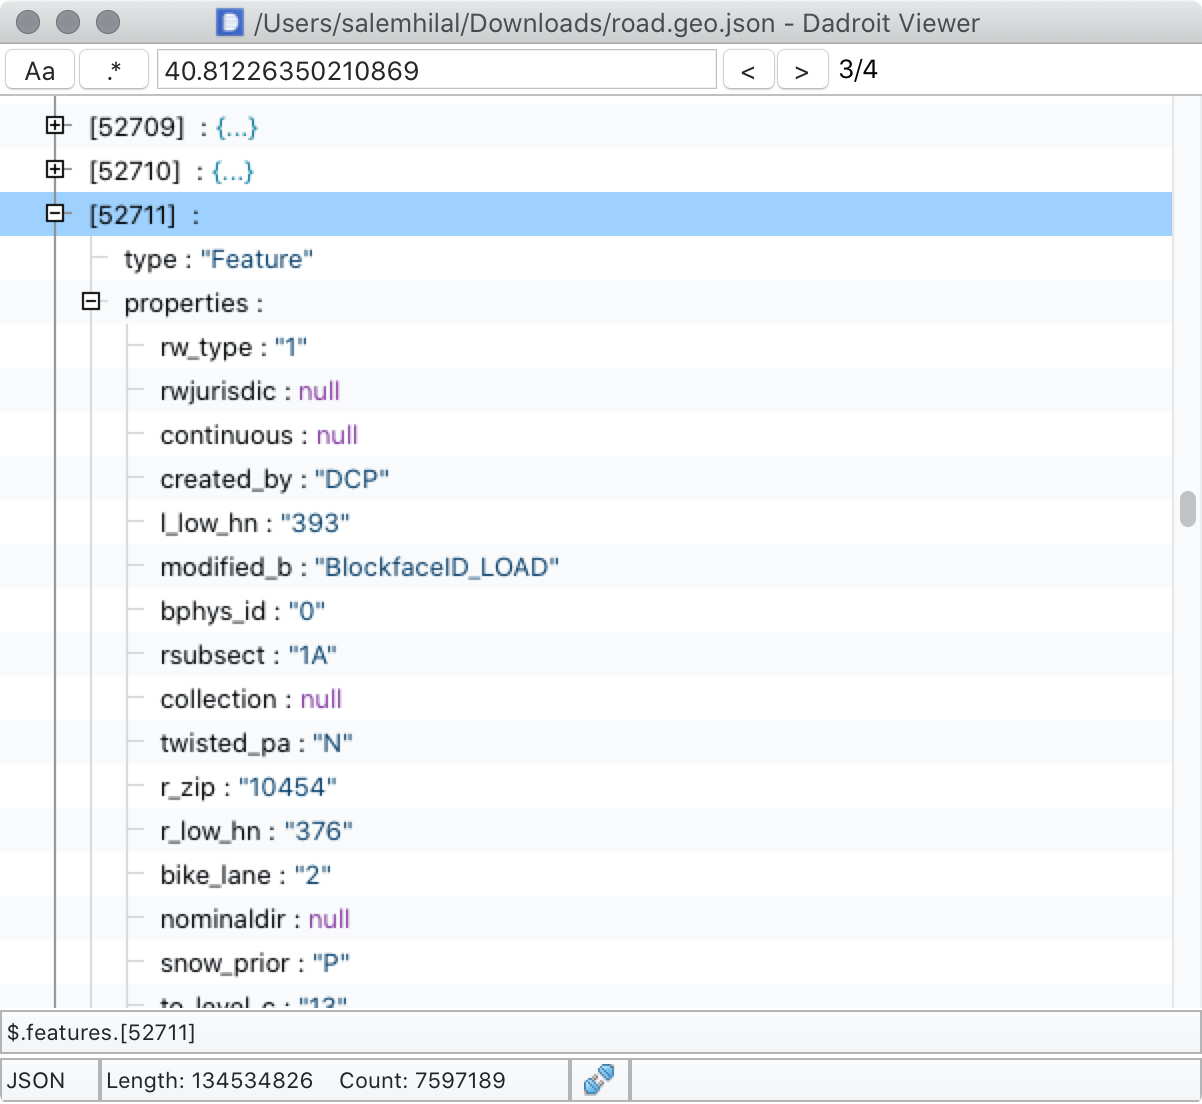 /Users/salemhilal/Downloads/road.geo.json - Dadroit Viewer
Aa .* 40.81226350210869 < > 3/4
[52709] : {...}
[52710] : {...}
[52711] :
type : "Feature"
properties :
rw_type : "1"
rwjurisdic : null
continuous : null
created_by : "DCP"
l_low_hn : "393"
modified_b : "BlockfaceID_LOAD"
bphys_id : "0"
rsubsect : "1A"
collection : null
twisted_pa : "N"
r_zip : "10454"
r_low_hn : "376"
bike_lane : "2"
nominaldir : null
snow_prior : "P"
to_level_c : "13"
$.features.[52711]
JSON Length: 134534826 Count: 7597189